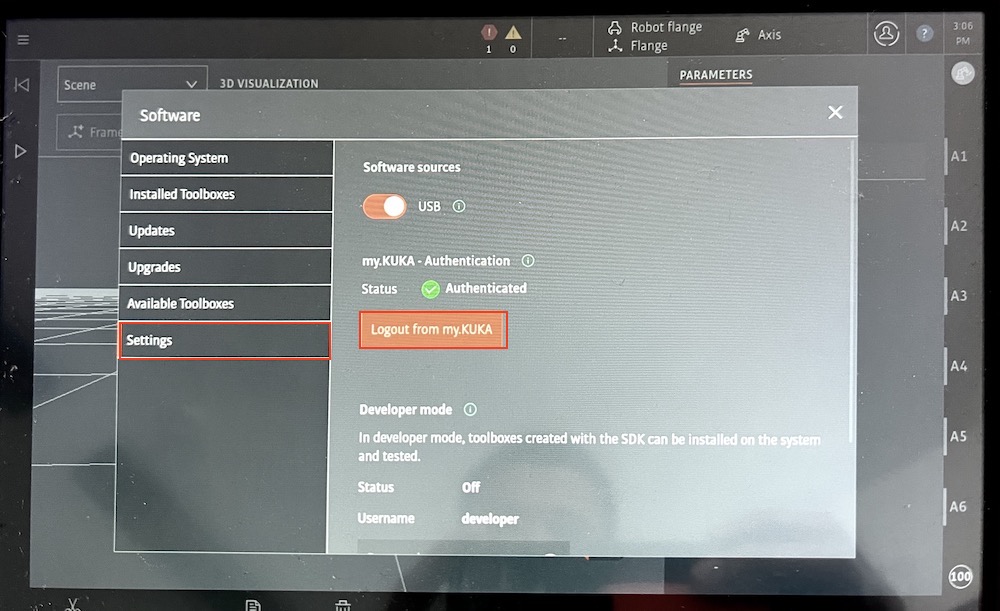 Robot flange
Flange
Axis
1
0
--
?
3:06
PM
Scene
3D VISUALIZATION
PARAMETERS
Frame
Software
Operating System
Installed Toolboxes
Updates
Upgrades
Available Toolboxes
Settings
Software sources
USB
my.KUKA - Authentication
Status
Authenticated
Logout from my.KUKA
Developer mode
In developer mode, toolboxes created with the SDK can be installed on the system
and tested.
Status
Off
Username
developer
A1
A2
A3
A4
A5
A6
100